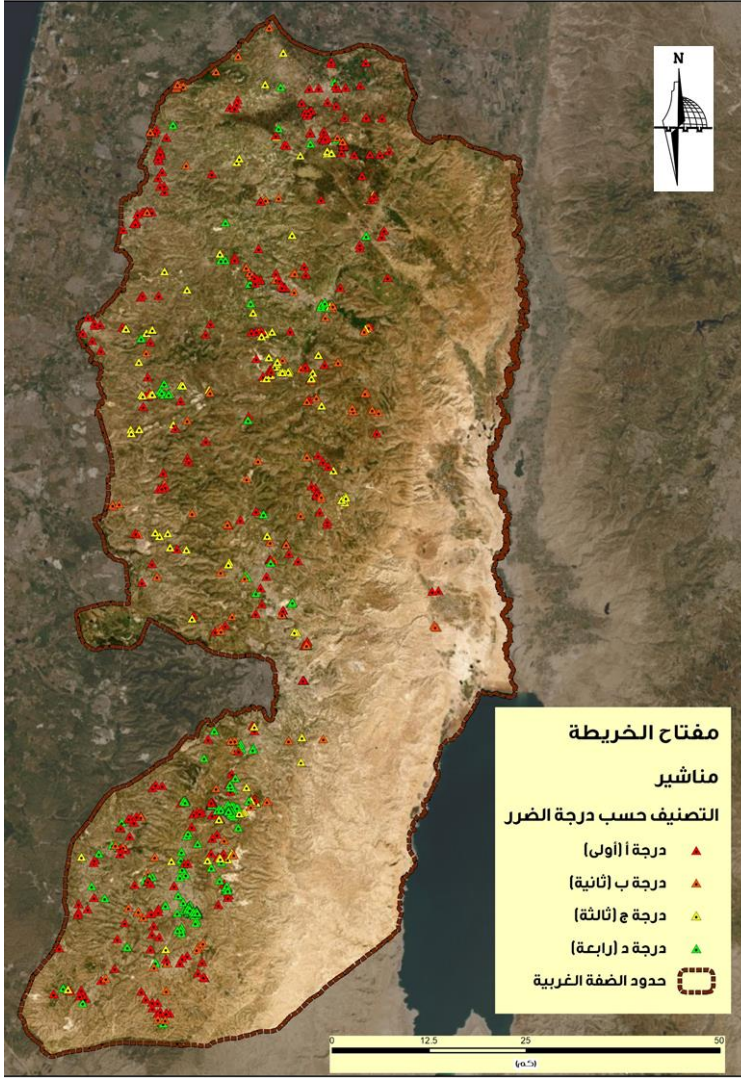 N
مفتاح الخريطة
مناشير
التصنيف حسب درجة الضرر
درجة أ (أولى)
درجة ب (ثانية)
درجة ج (ثالثة)
درجة د (رابعة)
حدود الضفة الغربية
0 12.5 25 50
(كم)